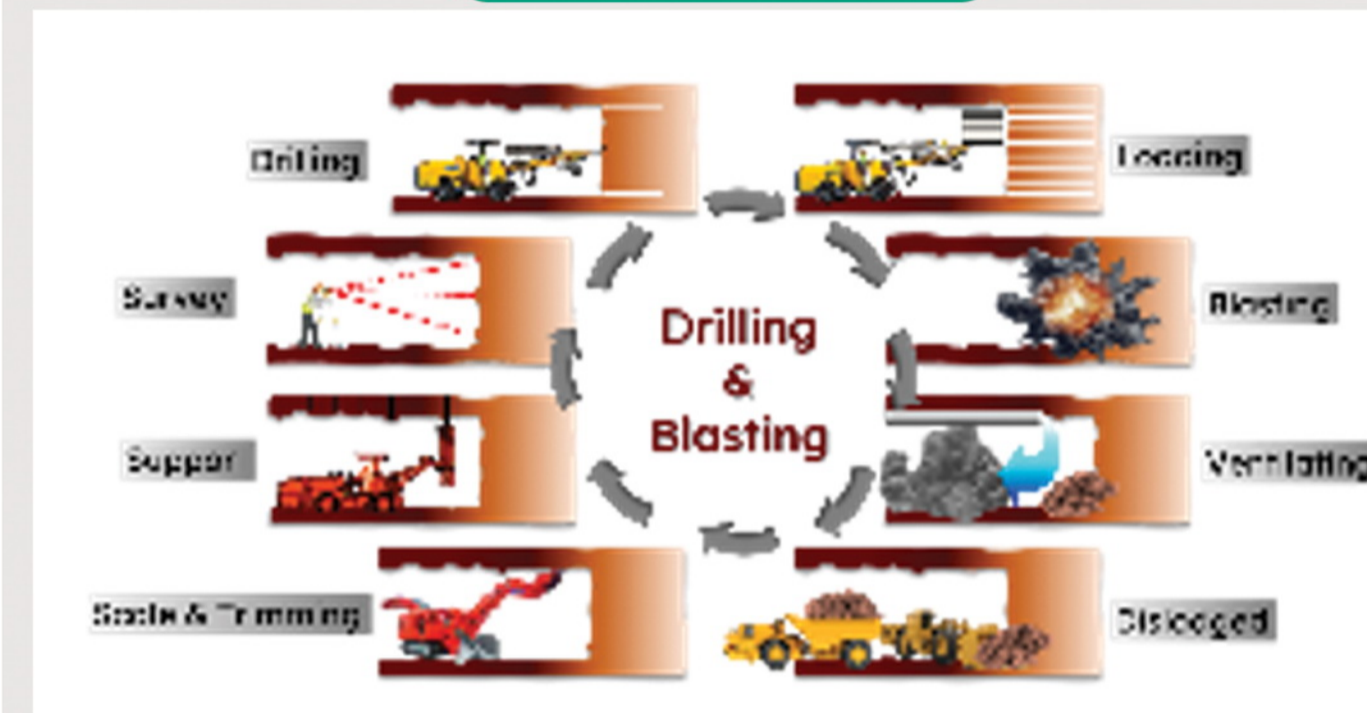 Drilling
Loading
Survey
Blasting
Drilling
&
Blasting
Support
Ventilating
Scale & Trimming
Dislodged